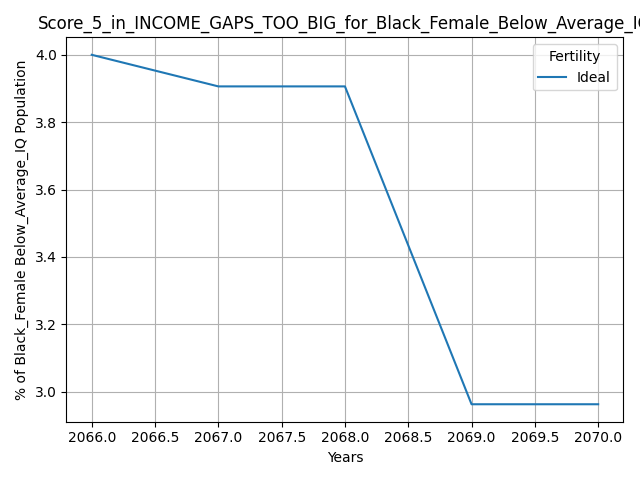 Score_5_in_INCOME_GAPS_TOO_BIG_for_Black_Female_Below_Average_IQ
Fertility
Ideal
% of Black_Female Below_Average_IQ Population
4.0
3.8
3.6
3.4
3.2
3.0
2066.0 2066.5 2067.0 2067.5 2068.0 2068.5 2069.0 2069.5 2070.0
Years